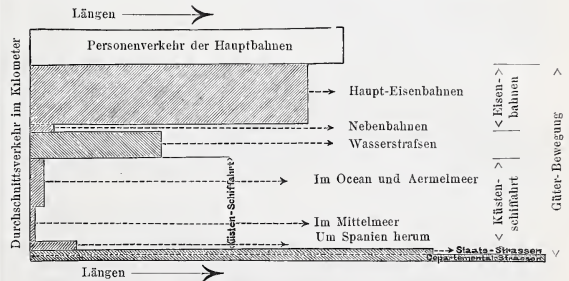 Längen
Personenverkehr der Hauptbahnen
Haupt-Eisenbahnen
Nebenbahnen
Wasserstrafsen
Im Ocean und Aermelmeer
Im Mittelmeer
Um Spanien herum
Staats-Strassen
Departemental-Strassen
Längen
Durchschnittsverkehr im Kilometer
Küsten-Schiffahrt
< Eisen- >
bahnen
< Küsten- >
schiffahrt
< Güter-Bewegung >